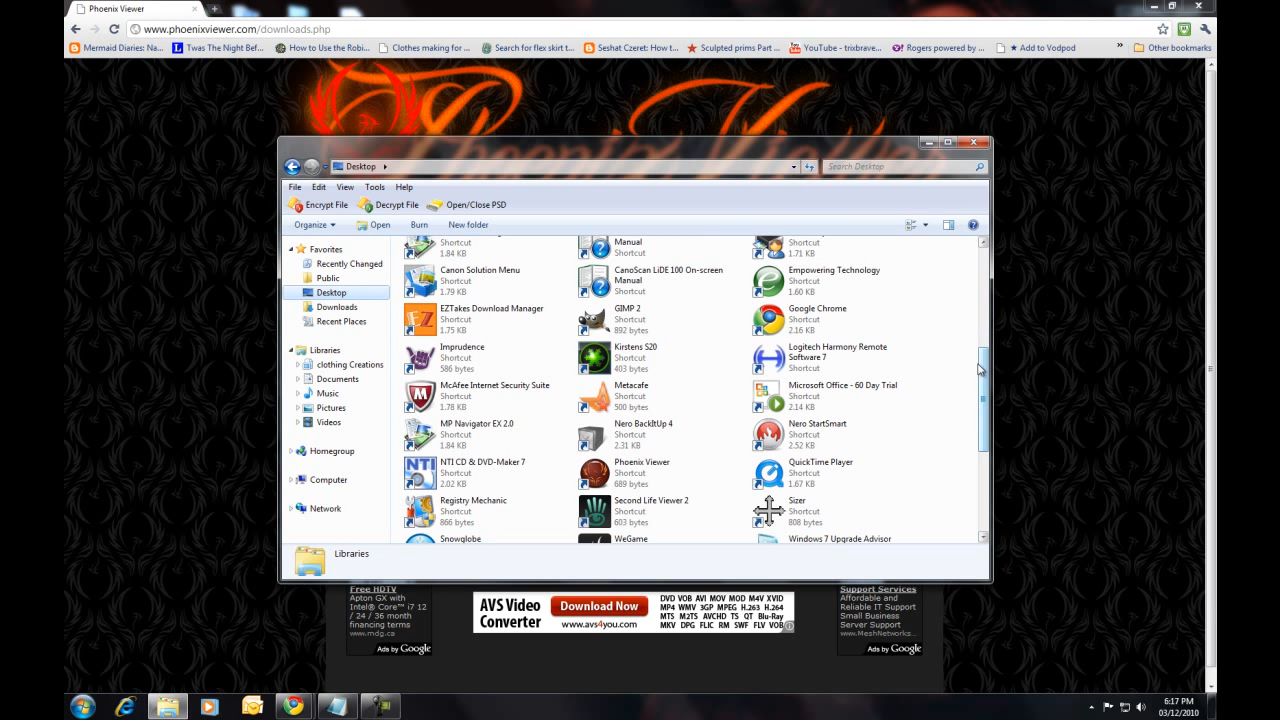 Phoenix Viewer
www.phoenixviewer.com/downloads.php
Mermaid Diaries: Na...
Twas The Night Bef...
How to Use the Robi...
Clothes making for ...
Search for flex skirt t...
Seshat Czeret: How t...
Sculpted prims Part ...
YouTube - trixbrave...
Rogers powered by ...
★ Add to Vodpod
»
Other bookmarks
Phoenix Viewer
Desktop
Search Desktop
File Edit View Tools Help
Encrypt File Decrypt File Open/Close PSD
Organize Open Burn New folder
Favorites
Recently Changed
Public
Desktop
Downloads
Recent Places
Libraries
clothing Creations
Documents
Music
Pictures
Videos
Homegroup
Computer
Network
Shortcut
1.84 KB
Manual
Shortcut
Shortcut
1.71 KB
Canon Solution Menu
Shortcut
1.79 KB
CanoScan LiDE 100 On-screen
Manual
Shortcut
Empowering Technology
Shortcut
1.60 KB
EZTakes Download Manager
Shortcut
1.75 KB
GIMP 2
Shortcut
892 bytes
Google Chrome
Shortcut
2.16 KB
Imprudence
Shortcut
586 bytes
Kirstens S20
Shortcut
403 bytes
Logitech Harmony Remote
Software 7
Shortcut
McAfee Internet Security Suite
Shortcut
1.78 KB
Metacafe
Shortcut
500 bytes
Microsoft Office - 60 Day Trial
Shortcut
2.14 KB
MP Navigator EX 2.0
Shortcut
1.84 KB
Nero BackItUp 4
Shortcut
2.31 KB
Nero StartSmart
Shortcut
2.52 KB
NTI
NTI CD & DVD-Maker 7
Shortcut
2.02 KB
Phoenix Viewer
Shortcut
689 bytes
QuickTime Player
Shortcut
1.67 KB
Registry Mechanic
Shortcut
866 bytes
Second Life Viewer 2
Shortcut
603 bytes
Sizer
Shortcut
808 bytes
Snowglobe
WeGame
Windows 7 Upgrade Advisor
Libraries
Free HDTV
Apton GX with
Intel® Core™ i7 12
/ 24 / 36 month
financing terms
www.mdg.ca
Ads by Google
AVS Video
Converter
Download Now
www.avs4you.com
DVD VOB AVI MOV MOD M4V XVID
MP4 WMV 3GP MPEG H.263 H.264
MTS M2TS AVCHD TS QT Blu-Ray
MKV DPG FLIC RM SWF FLV VOB
Support Services
Affordable and
Reliable IT Support
Small Business
Server Support
www.MeshNetworks...
Ads by Google
6:17 PM
03/12/2010